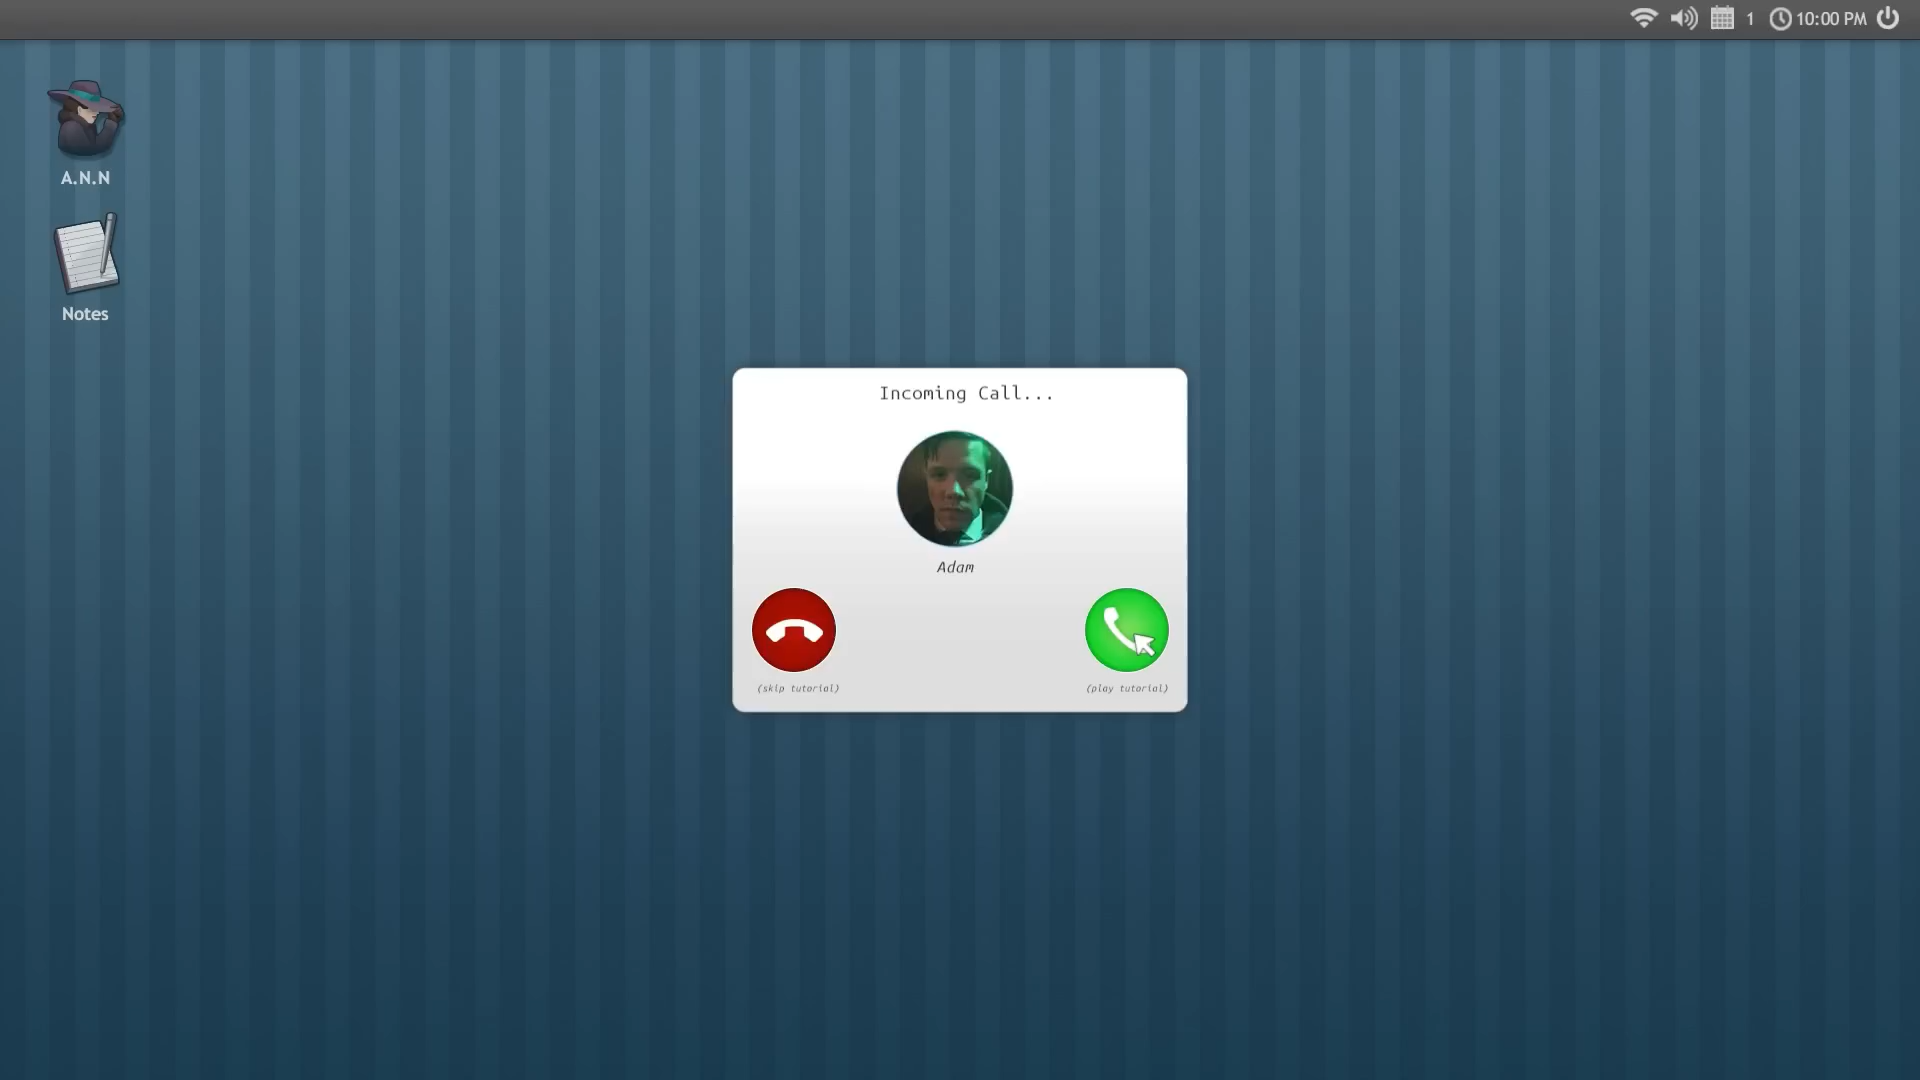 1 10:00 PM
A.N.N
Notes
Incoming Call...
Adam
(skip tutorial) (play tutorial)